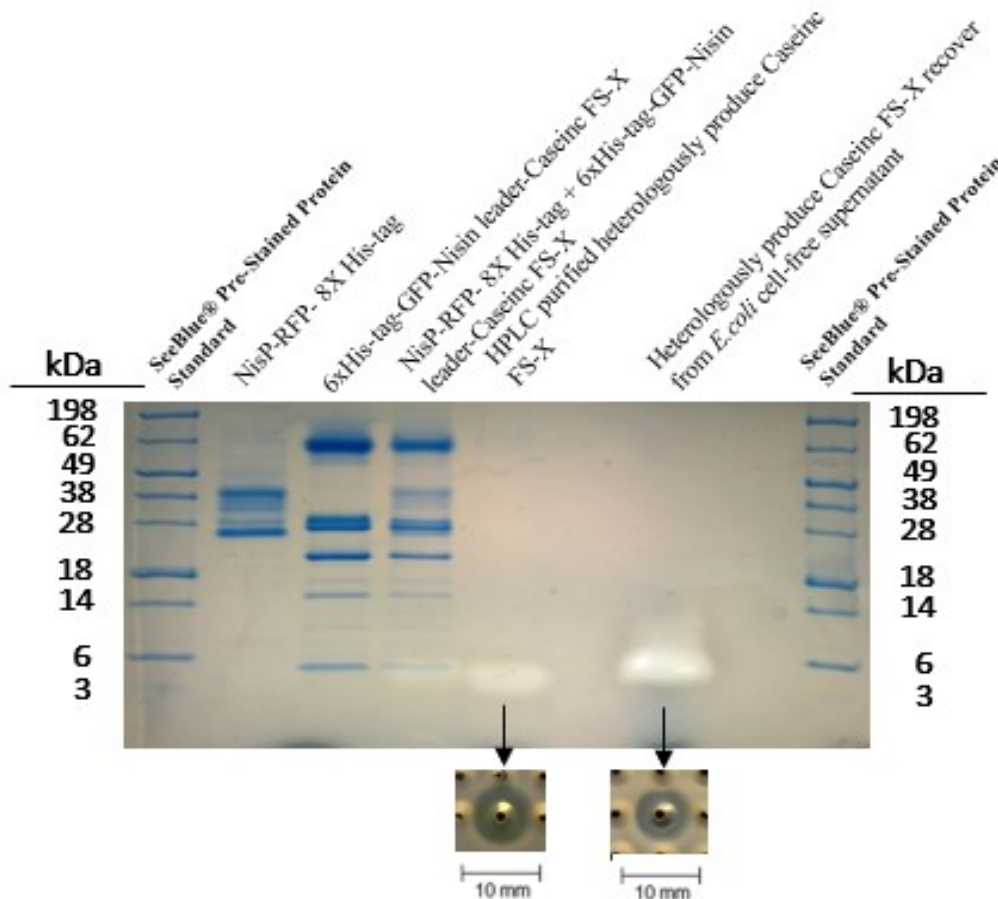 SeeBlue® Pre-Stained Protein
Standard
NisP-RFP- 8X His-tag
6xHis-tag-GFP-Nisin leader-Caseinc FS-X
NisP-RFP- 8X His-tag + 6xHis-tag-GFP-Nisin
leader-Caseinc FS-X
HPLC purified heterologously produce Caseinc
FS-X
Heterologously produce Caseinc FS-X recover
from E.coli cell-free supernatant
SeeBlue® Pre-Stained Protein
Standard
kDa
198
62
49
38
28
18
14
6
3
kDa
198
62
49
38
28
18
14
6
3
10 mm
10 mm